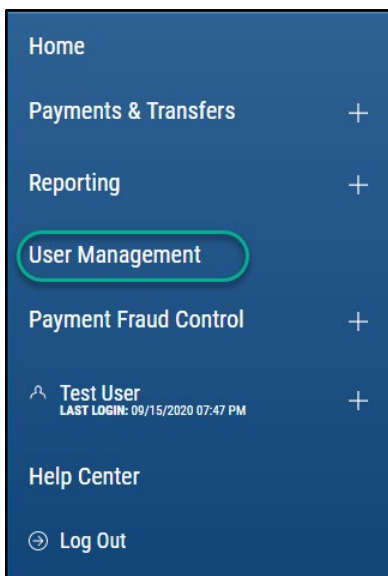 Home
Payments & Transfers
Reporting
User Management
Payment Fraud Control
Test User
LAST LOGIN: 09/15/2020 07:47 PM
Help Center
Log Out